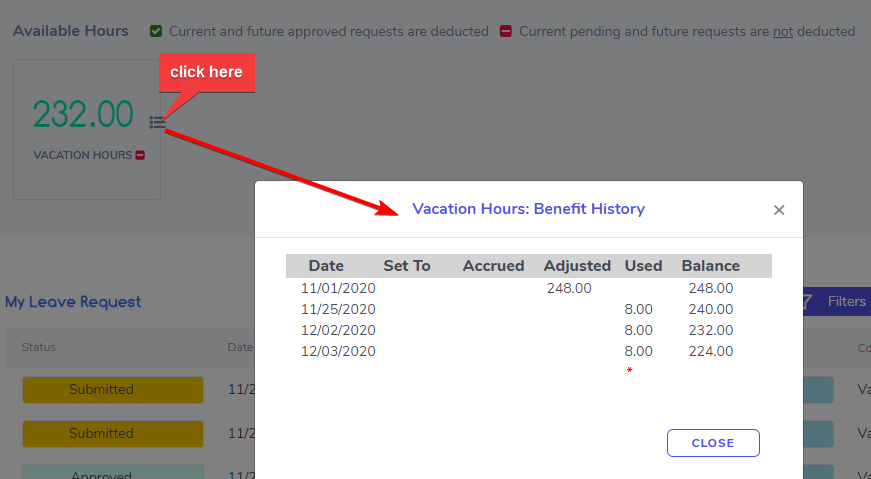 Available Hours Current and future approved requests are deducted Current pending and future requests are not deducted
click here
232.00
VACATION HOURS
Vacation Hours: Benefit History ×
Date Set To Accrued Adjusted Used Balance
11/01/2020 248.00 248.00
11/25/2020 8.00 240.00
12/02/2020 8.00 232.00
12/03/2020 8.00 224.00
*
My Leave Request
Filters
Status Date Co
Submitted 11/2 Va
Submitted 11/2 Va
CLOSE
Approved 11/2 Va